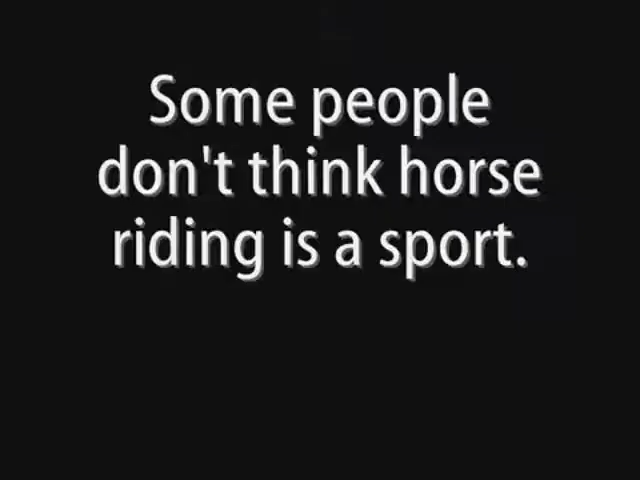 Some people
don't think horse
riding is a sport.